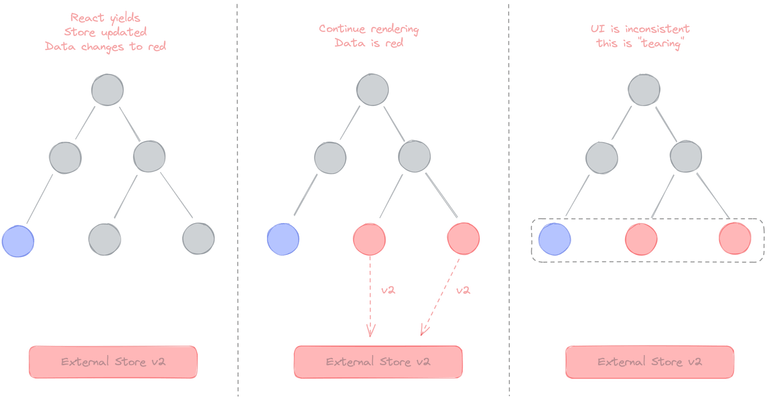 React yields
Store updated
Data changes to red
External Store v2
Continue rendering
Data is red
v2
v2
External Store v2
UI is inconsistent
this is "tearing"
External Store v2